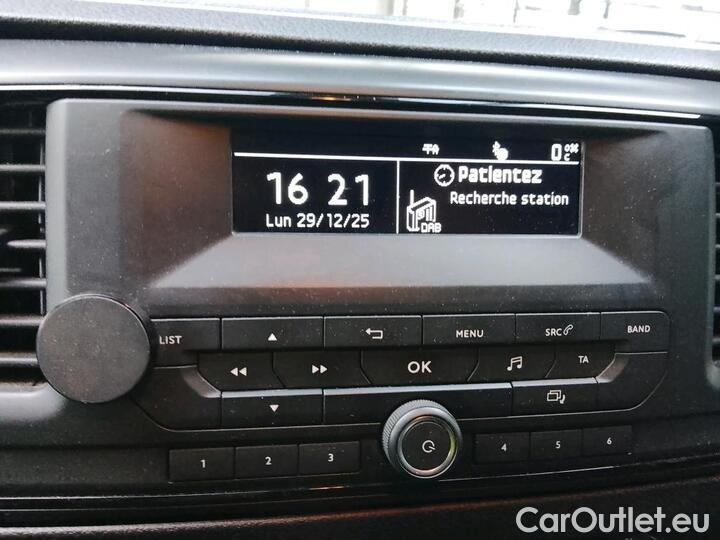 TA 0 °C
16 21
Lun 29/12/25
Patientez
Recherche station
DAB
LIST MENU SRC BAND
OK TA
1 2 3 4 5 6
CarOutlet.eu